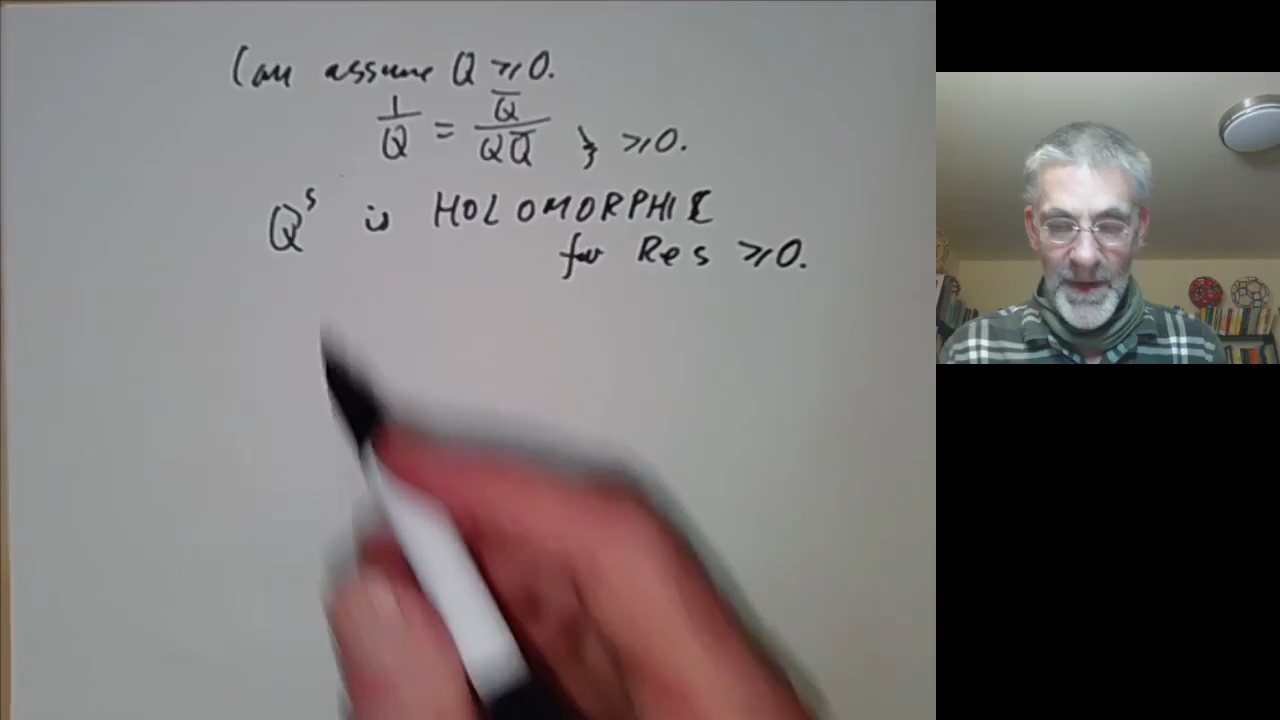 Can assume Q ≥ 0.
1/Q = Q̄/QQ̄ } ≥ 0.
Q^s is HOLOMORPHIC
for Re s ≥ 0.